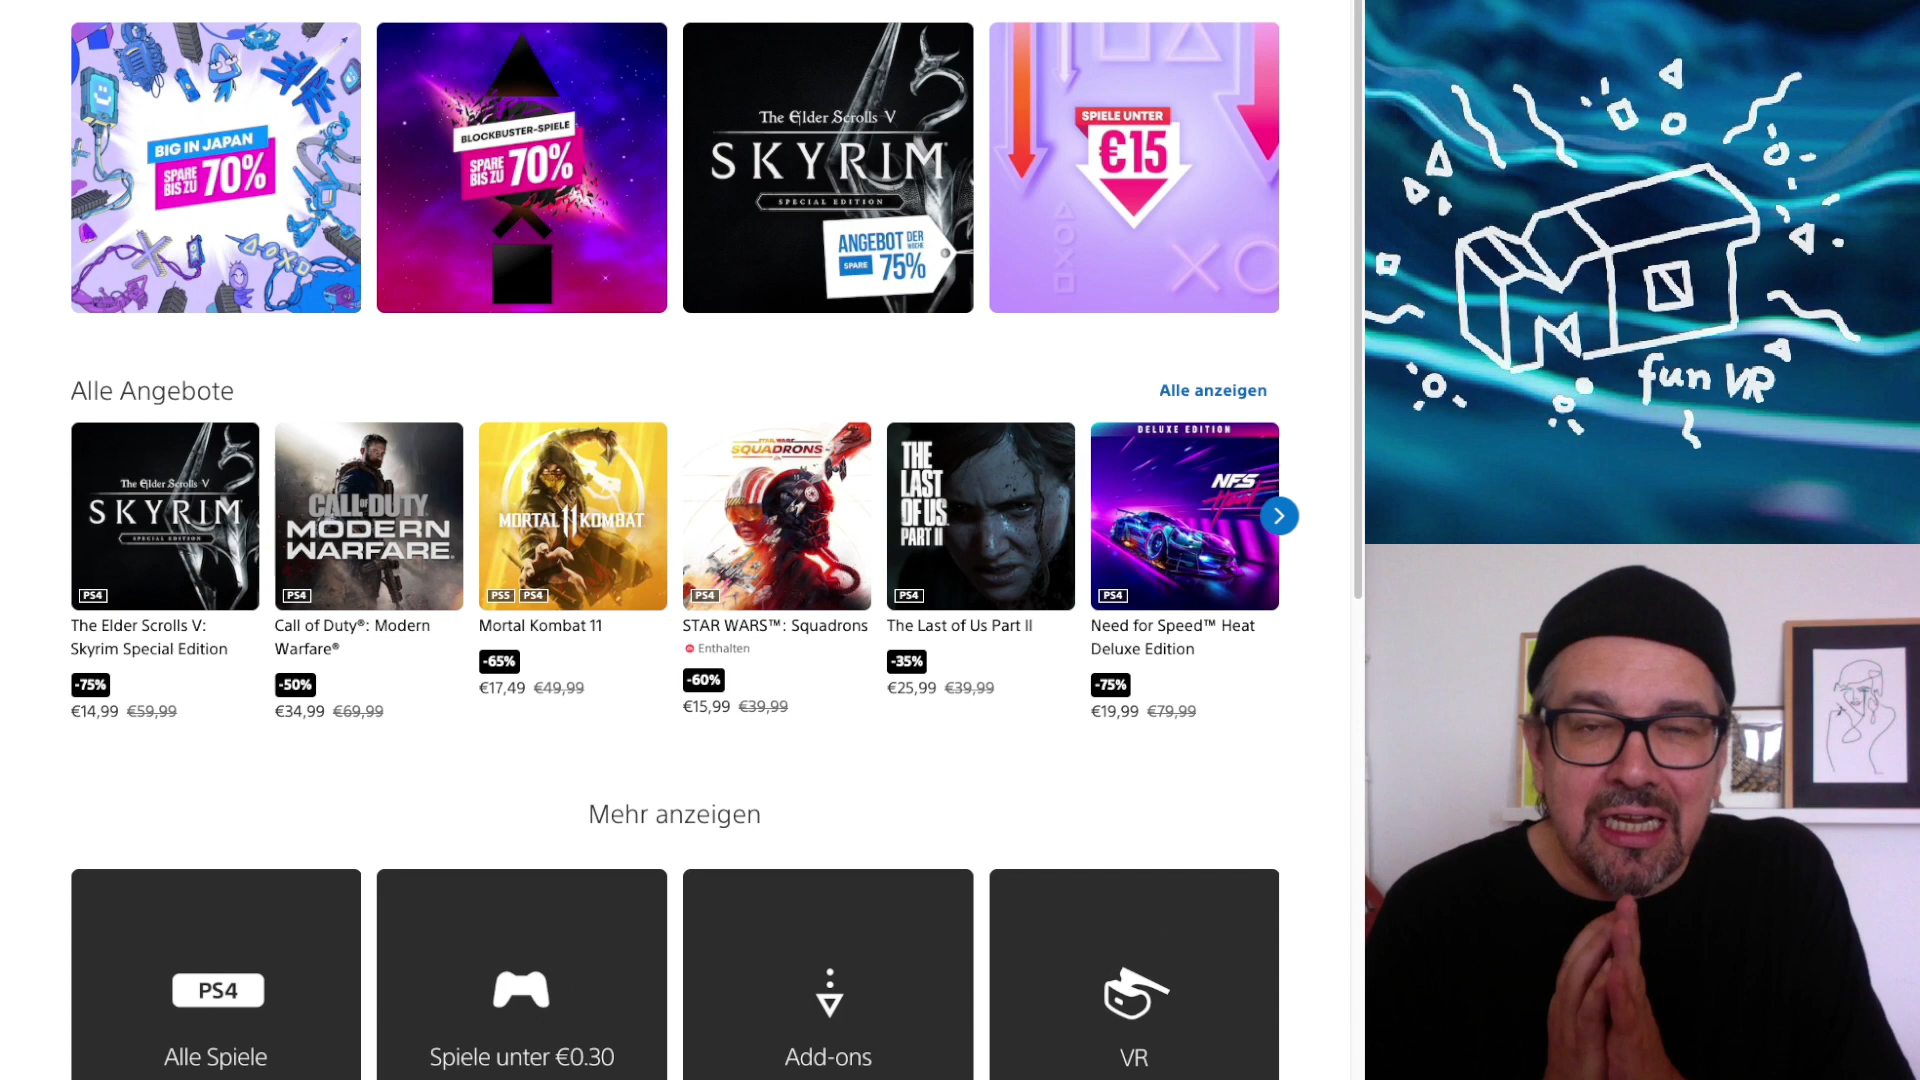 BIG IN JAPAN
SPARE
BIS ZU 70%
BLOCKBUSTER-SPIELE
SPARE
BIS ZU 70%
The Elder Scrolls V
SKYRIM
SPECIAL EDITION
ANGEBOT DER WOCHE
SPARE 75%
SPIELE UNTER
€15
fun VR
Alle Angebote
Alle anzeigen
The Elder Scrolls V
SKYRIM
SPECIAL EDITION
PS4
CALL OF DUTY
MODERN
WARFARE
PS4
MORTAL 11 KOMBAT
PS5 PS4
STAR WARS
SQUADRONS
PS4
THE
LAST
OF US
PART II
PS4
DELUXE EDITION
NFS
Heat
PS4
The Elder Scrolls V:
Skyrim Special Edition
-75%
€14,99 €59,99
Call of Duty®: Modern
Warfare®
-50%
€34,99 €69,99
Mortal Kombat 11
-65%
€17,49 €49,99
STAR WARS™: Squadrons
Enthalten
-60%
€15,99 €39,99
The Last of Us Part II
-35%
€25,99 €39,99
Need for Speed™ Heat
Deluxe Edition
-75%
€19,99 €79,99
Mehr anzeigen
PS4
Alle Spiele
Spiele unter €0.30
Add-ons
VR